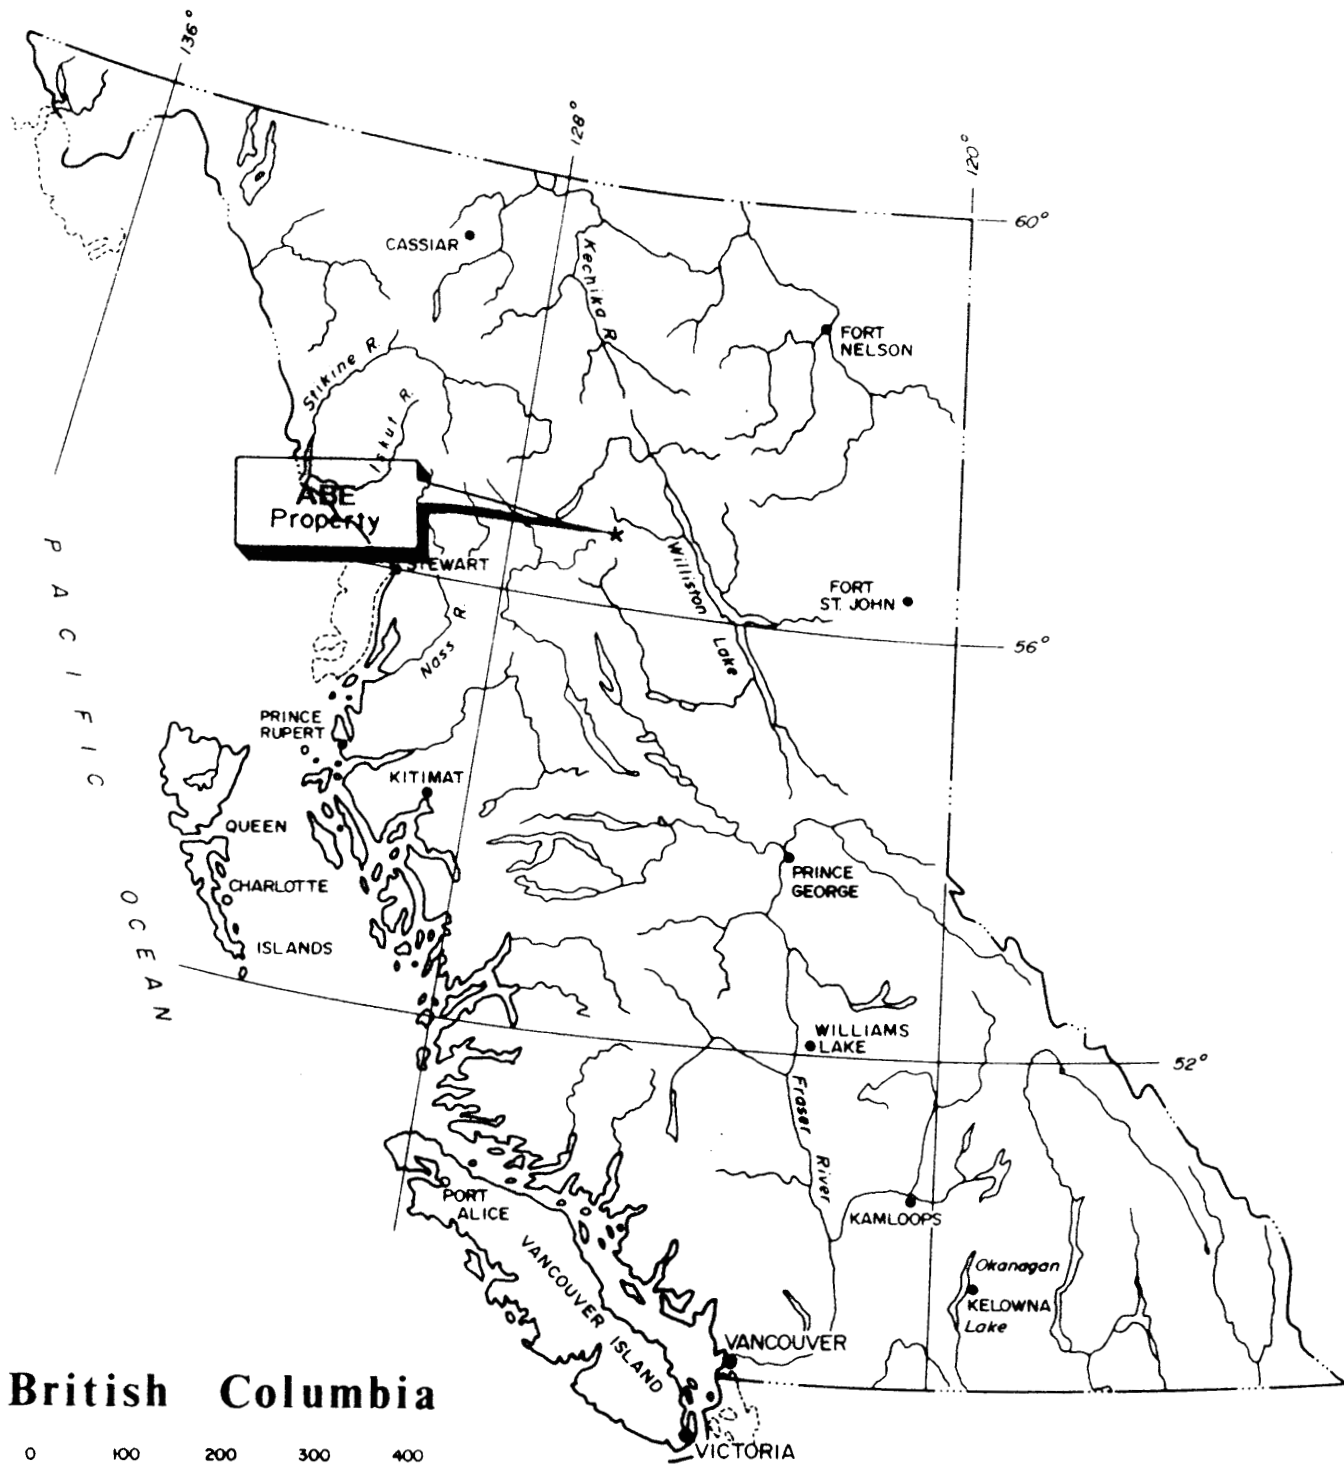 136°
128°
120°
60°
CASSIAR
Kechika R.
FORT
NELSON
Stikine R.
Iskut R.
ABE
Property
STEWART
Williston
Lake
FORT
ST. JOHN
56°
Nass R.
PACIFIC
OCEAN
PRINCE
RUPERT
KITIMAT
QUEEN
CHARLOTTE
ISLANDS
PRINCE
GEORGE
WILLIAMS
LAKE
52°
Fraser
River
PORT
ALICE
KAMLOOPS
VANCOUVER ISLAND
Okanagan
KELOWNA
Lake
VANCOUVER
British Columbia
VICTORIA
0 100 200 300 400